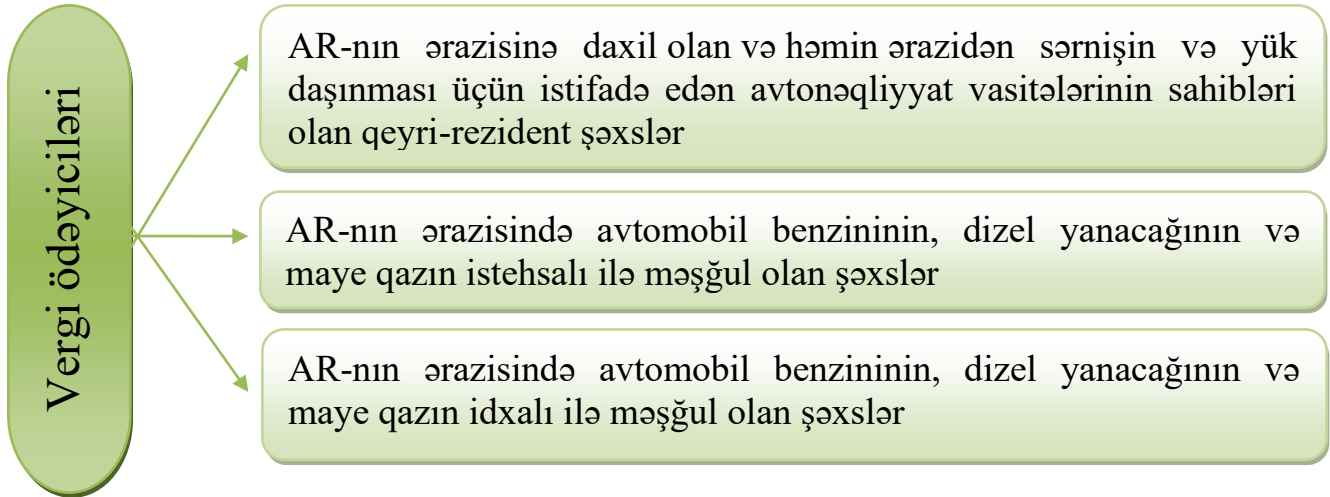 Vergi ödəyiciləri
AR-nın ərazisinə daxil olan və həmin ərazidən sərnişin və yük
daşınması üçün istifadə edən avtonəqliyyat vasitələrinin sahibləri
olan qeyri-rezident şəxslər
AR-nın ərazisində avtomobil benzininin, dizel yanacağının və
maye qazın istehsalı ilə məşğul olan şəxslər
AR-nın ərazisində avtomobil benzininin, dizel yanacağının və
maye qazın idxalı ilə məşğul olan şəxslər